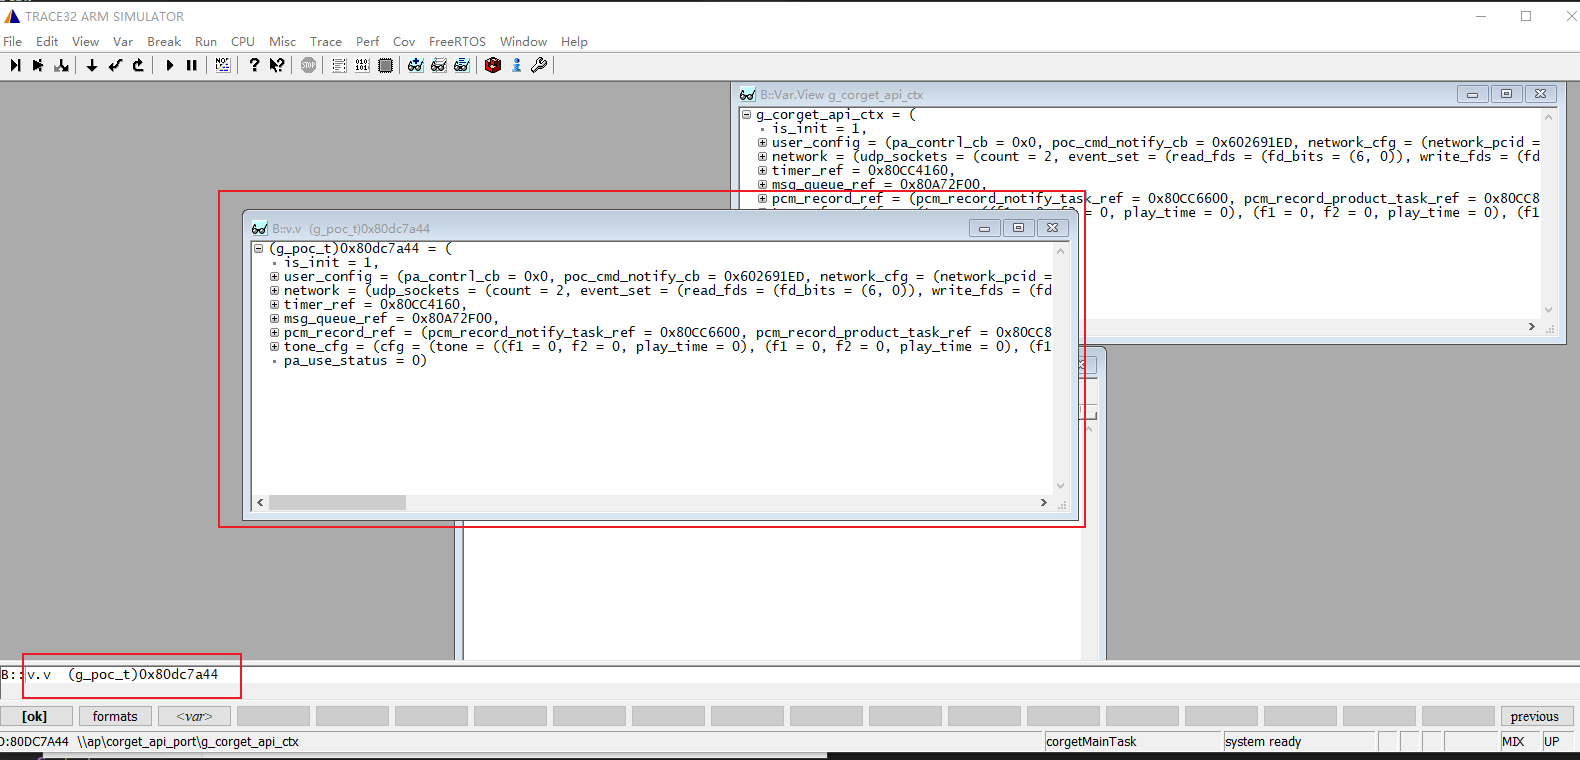 TRACE32 ARM SIMULATOR
File Edit View Var Break Run CPU Misc Trace Perf Cov FreeRTOS Window Help
B::Var.View g_corget_api_ctx
g_corget_api_ctx = (
is_init = 1,
user_config = (pa_contrl_cb = 0x0, poc_cmd_notify_cb = 0x602691ED, network_cfg = (network_pcid =
network = (udp_sockets = (count = 2, event_set = (read_fds = (fd_bits = (6, 0)), write_fds = (fd
timer_ref = 0x80CC4160,
msg_queue_ref = 0x80A72F00,
pcm_record_ref = (pcm_record_notify_task_ref = 0x80CC6600, pcm_record_product_task_ref = 0x80CC8
= 0, play_time = 0), (f1 = 0, f2 = 0, play_time = 0), (f1
B::v.v (g_poc_t)0x80dc7a44
(g_poc_t)0x80dc7a44 = (
is_init = 1,
user_config = (pa_contrl_cb = 0x0, poc_cmd_notify_cb = 0x602691ED, network_cfg = (network_pcid =
network = (udp_sockets = (count = 2, event_set = (read_fds = (fd_bits = (6, 0)), write_fds = (fd
timer_ref = 0x80CC4160,
msg_queue_ref = 0x80A72F00,
pcm_record_ref = (pcm_record_notify_task_ref = 0x80CC6600, pcm_record_product_task_ref = 0x80CC8
tone_cfg = (cfg = (tone = ((f1 = 0, f2 = 0, play_time = 0), (f1 = 0, f2 = 0, play_time = 0), (f1
pa_use_status = 0)
B::v.v (g_poc_t)0x80dc7a44
[ok] formats <var> previous
D:80DC7A44 \\ap\corget_api_port\g_corget_api_ctx corgetMainTask system ready MIX UP